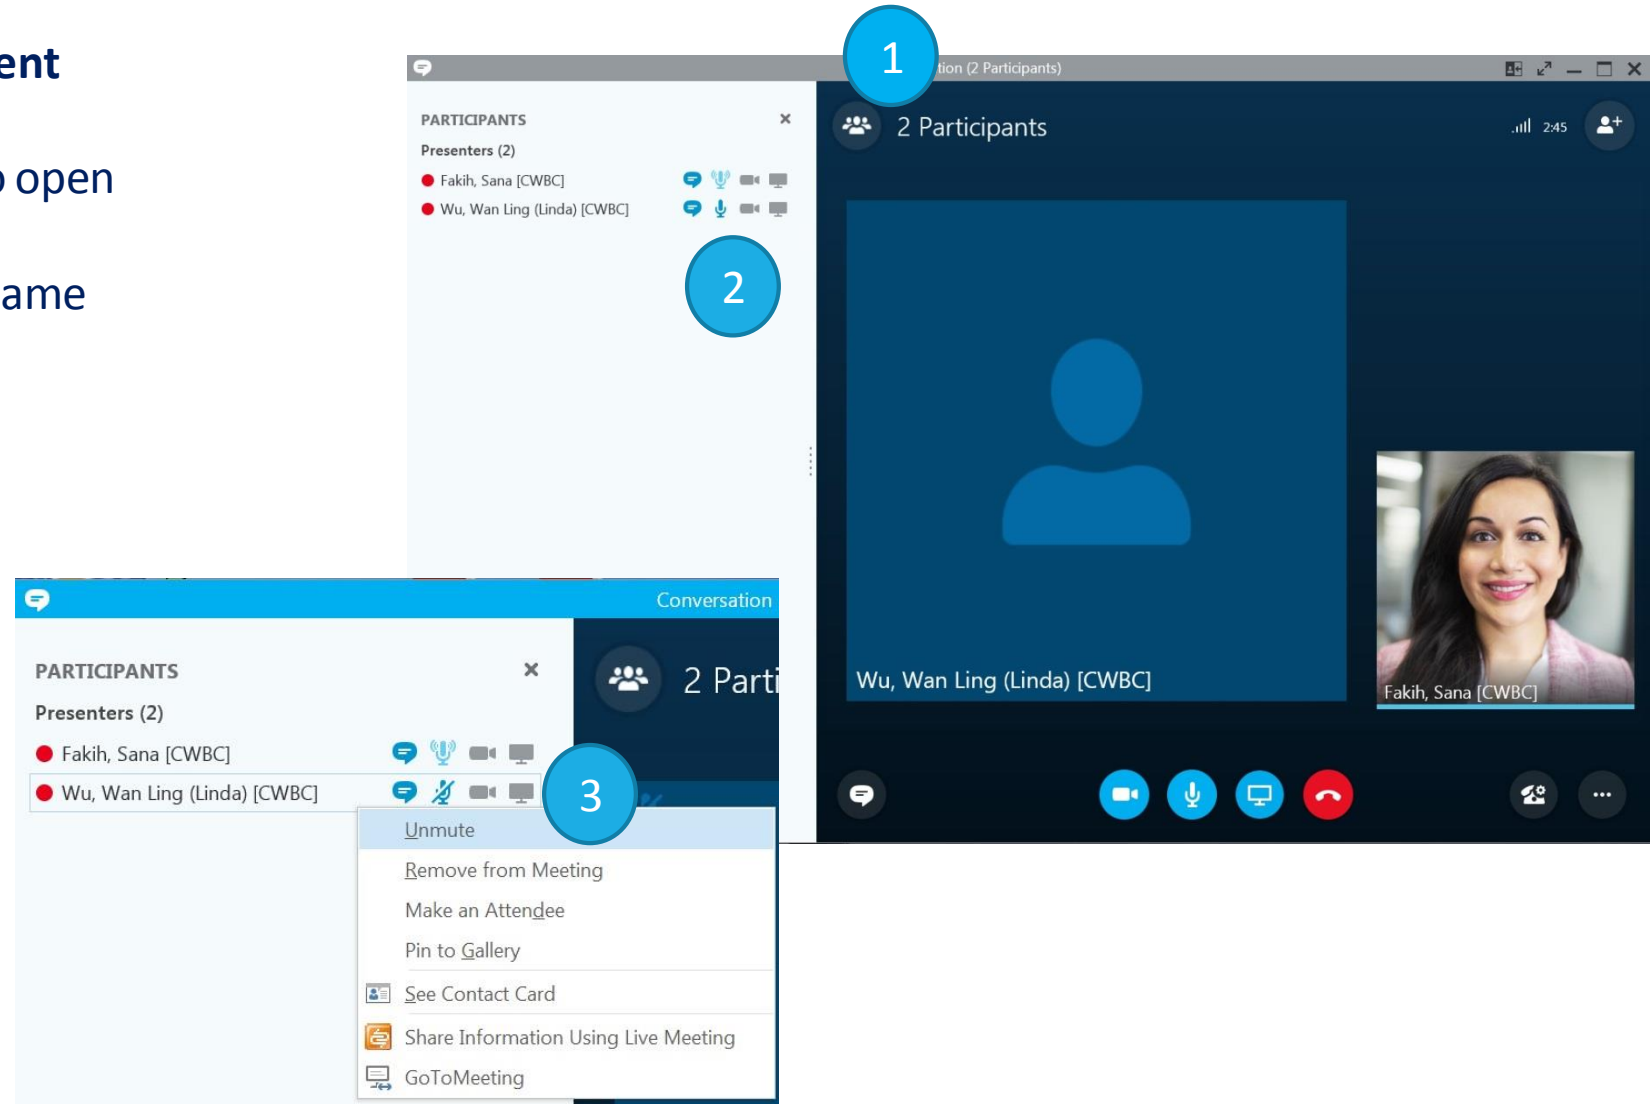 ent
o open
ame
1
tion (2 Participants)
PARTICIPANTS
Presenters (2)
Fakih, Sana [CWBC]
Wu, Wan Ling (Linda) [CWBC]
2
2 Participants
2:45
Wu, Wan Ling (Linda) [CWBC]
Fakih, Sana [CWBC]
Conversation
PARTICIPANTS
Presenters (2)
Fakih, Sana [CWBC]
Wu, Wan Ling (Linda) [CWBC]
2 Parti
3
Unmute
Remove from Meeting
Make an Attendee
Pin to Gallery
See Contact Card
Share Information Using Live Meeting
GoToMeeting